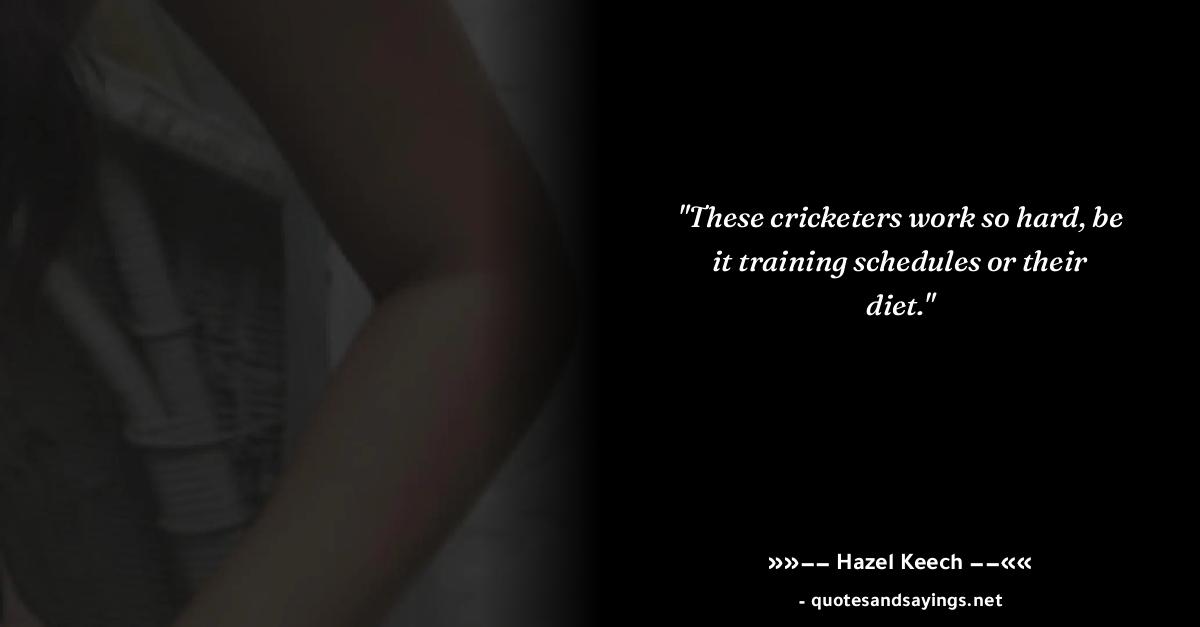 "These cricketers work so hard, be
it training schedules or their
diet."
»»−− Hazel Keech −−««
- quotesandsayings.net